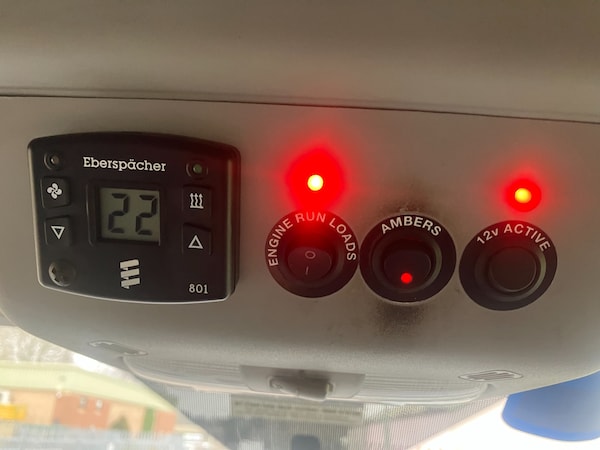 Eberspächer
22
801
ENGINE RUN LOADS
AMBERS
12v ACTIVE